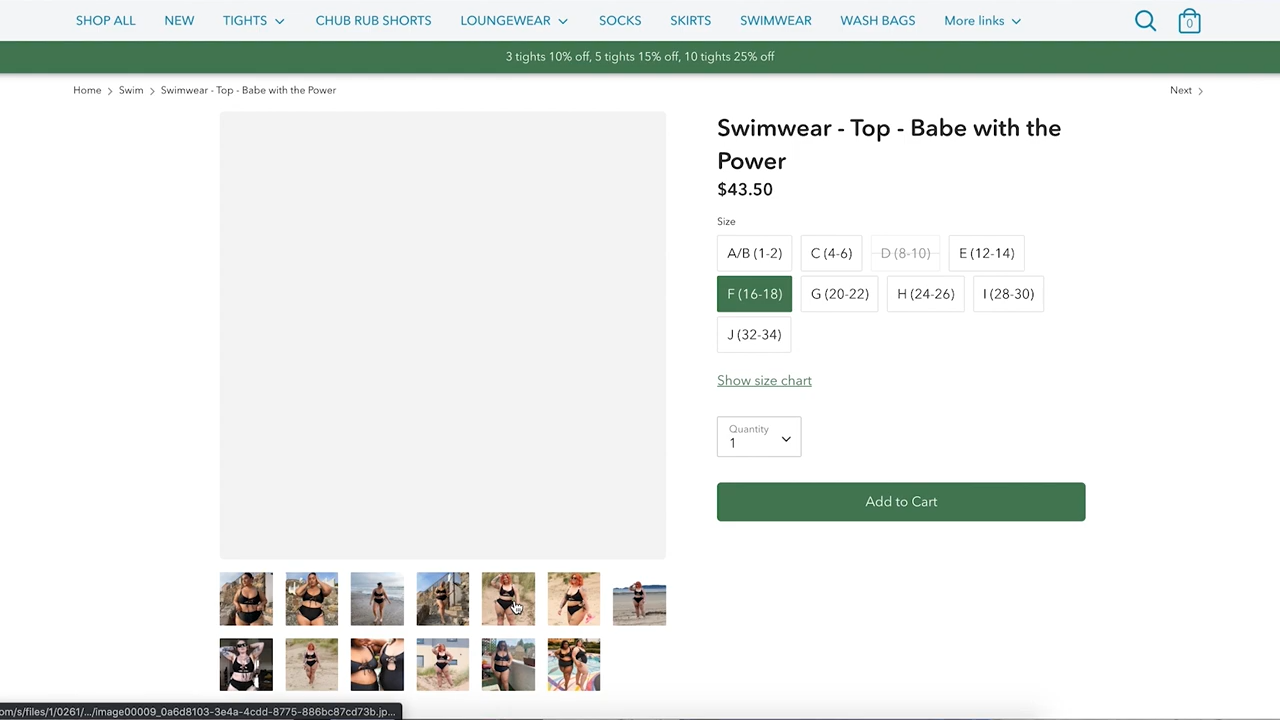 SHOP ALL NEW TIGHTS CHUB RUB SHORTS LOUNGEWEAR SOCKS SKIRTS SWIMWEAR WASH BAGS More links 0
3 tights 10% off, 5 tights 15% off, 10 tights 25% off
Home > Swim > Swimwear - Top - Babe with the Power Next >
Swimwear - Top - Babe with the
Power
$43.50
Size
A/B (1-2) C (4-6) D (8-10) E (12-14)
F (16-18) G (20-22) H (24-26) I (28-30)
J (32-34)
Show size chart
Quantity
1
Add to Cart
om/s/files/1/0261/.../image00009_0a6d8103-3e4a-4cdd-8775-886bc87cd73b.jp...